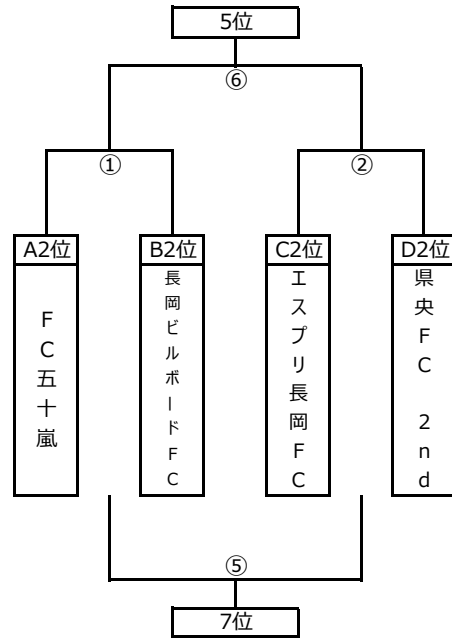 5位
⑥
①
②
A2位
B2位
C2位
D2位
FC五十嵐
長岡ビルボードFC
エスプリ長岡FC
県央FC 2nd
⑤
7位